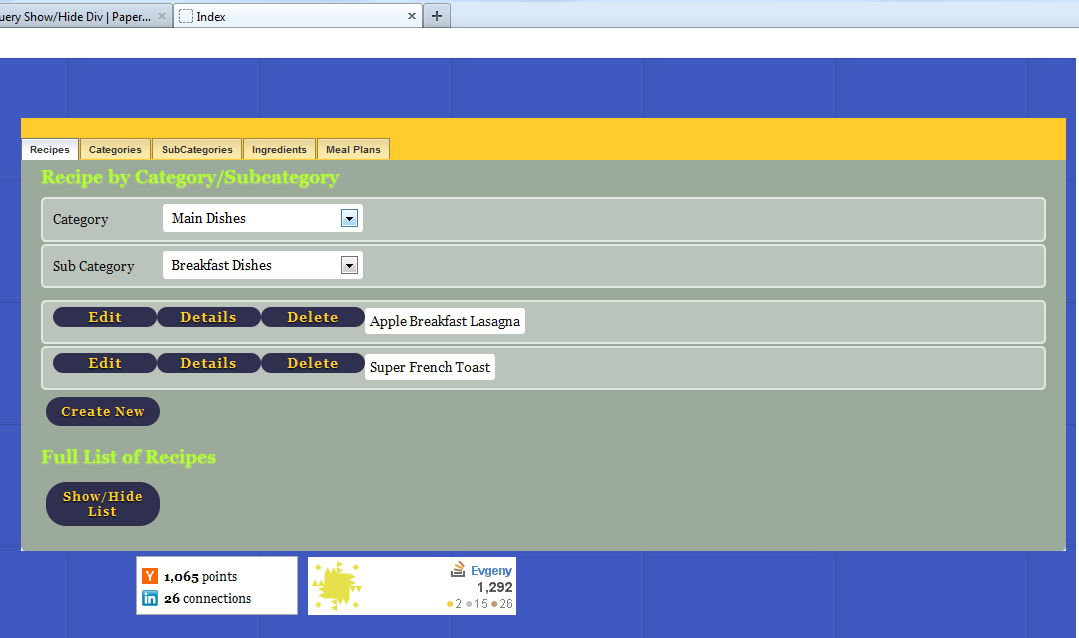 uery Show/Hide Div | Paper... Index
Recipes Categories SubCategories Ingredients Meal Plans
Recipe by Category/Subcategory
Category Main Dishes
Sub Category Breakfast Dishes
Edit Details Delete Apple Breakfast Lasagna
Edit Details Delete Super French Toast
Create New
Full List of Recipes
Show/Hide
List
Y 1,065 points
in 26 connections
Evgeny
1,292
2 15 26